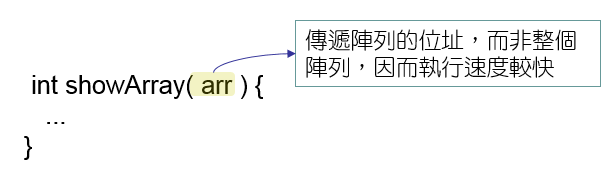 傳遞陣列的位址，而非整個
陣列，因而執行速度較快
int showArray( arr ) {
...
}